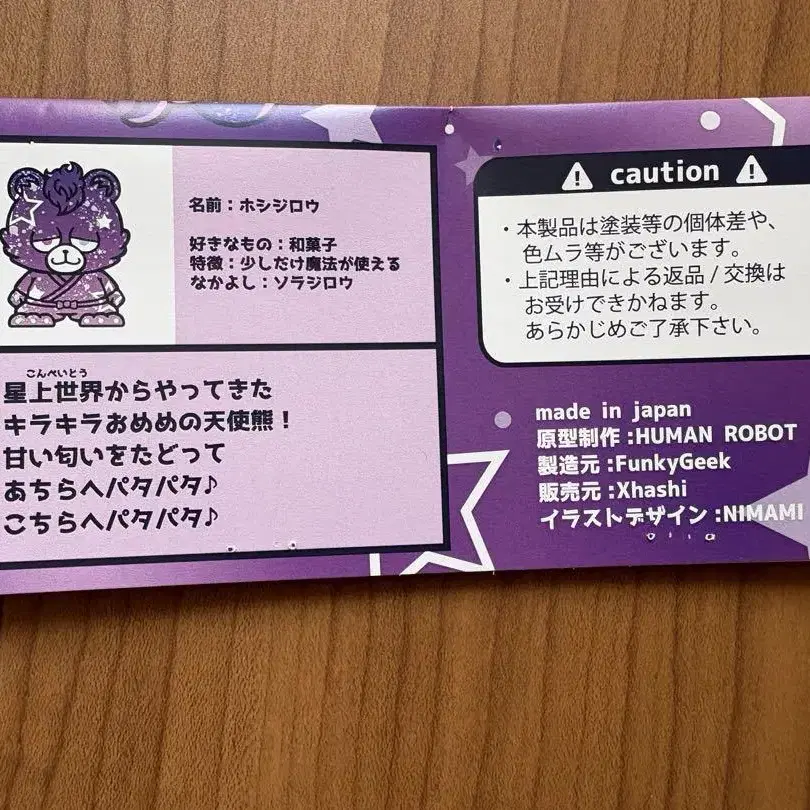 名前：ホシジロウ
好きなもの：和菓子
特徴：少しだけ魔法が使える
なかよし：ソラジロウ
こんぺいとう
星上世界からやってきた
キラキラおめめの天使熊！
甘い匂いをたどって
あちらへパタパタ♪
こちらへパタパタ♪
caution
・本製品は塗装等の個体差や、
色ムラ等がございます。
・上記理由による返品/交換は
お受けできかねます。
あらかじめご了承下さい。
made in japan
原型制作:HUMAN ROBOT
製造元:FunkyGeek
販売元:Xhashi
イラストデザイン:NIMAMI